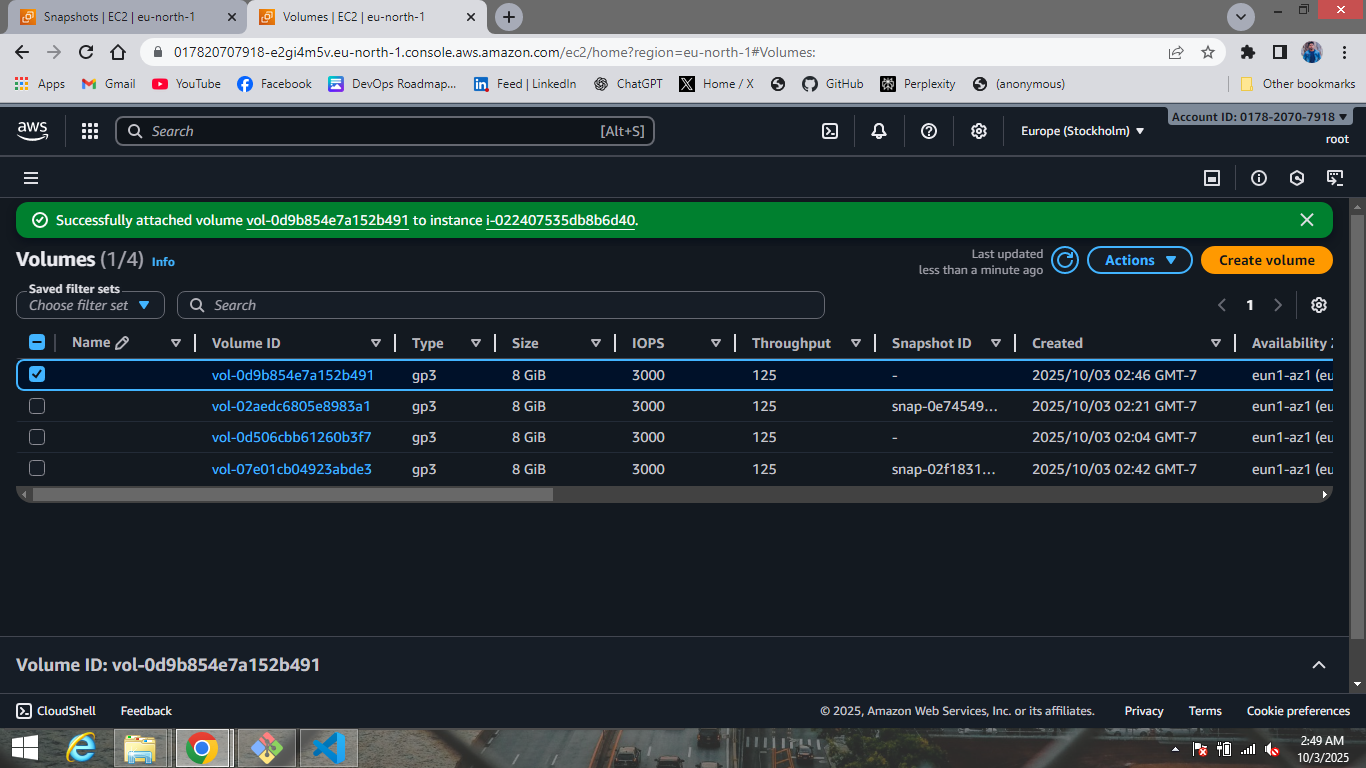 Snapshots | EC2 | eu-north-1
Volumes | EC2 | eu-north-1
017820707918-e2gi4m5v.eu-north-1.console.aws.amazon.com/ec2/home?region=eu-north-1#Volumes:
Apps Gmail YouTube Facebook DevOps Roadmap... Feed | LinkedIn ChatGPT Home / X GitHub Perplexity (anonymous) Other bookmarks
aws Search [Alt+S] Europe (Stockholm) Account ID: 0178-2070-7918
root
Successfully attached volume vol-0d9b854e7a152b491 to instance i-022407535db8b6d40.
Volumes (1/4) Info
Last updated
less than a minute ago
Actions
Create volume
Saved filter sets
Choose filter set
Search
1
Name Volume ID Type Size IOPS Throughput Snapshot ID Created Availability
vol-0d9b854e7a152b491 gp3 8 GiB 3000 125 - 2025/10/03 02:46 GMT-7 eun1-az1 (eu
vol-02aedc6805e8983a1 gp3 8 GiB 3000 125 snap-0e74549... 2025/10/03 02:21 GMT-7 eun1-az1 (eu
vol-0d506cbb61260b3f7 gp3 8 GiB 3000 125 - 2025/10/03 02:04 GMT-7 eun1-az1 (eu
vol-07e01cb04923abde3 gp3 8 GiB 3000 125 snap-02f1831... 2025/10/03 02:42 GMT-7 eun1-az1 (eu
Volume ID: vol-0d9b854e7a152b491
CloudShell Feedback © 2025, Amazon Web Services, Inc. or its affiliates. Privacy Terms Cookie preferences
2:49 AM
10/3/2025